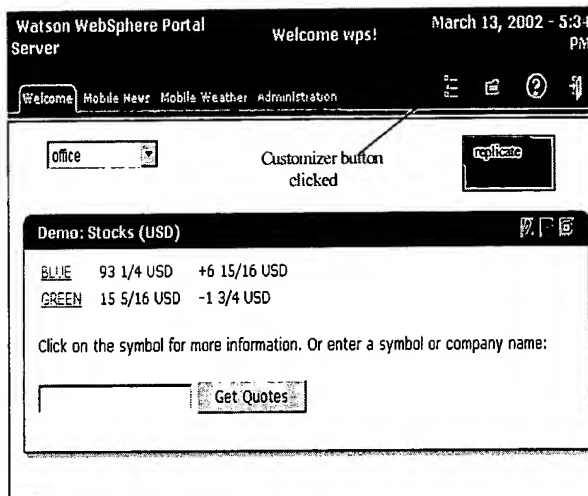 Watson WebSphere Portal
Server
Welcome wps!
March 13, 2002 - 5:3
PM
Welcome Mobile News Mobile Weather Administration
?
office
Customizer button
clicked
replicate
Demo: Stocks (USD)
BLUE 93 1/4 USD +6 15/16 USD
GREEN 15 5/16 USD -1 3/4 USD
Click on the symbol for more information. Or enter a symbol or company name:
Get Quotes